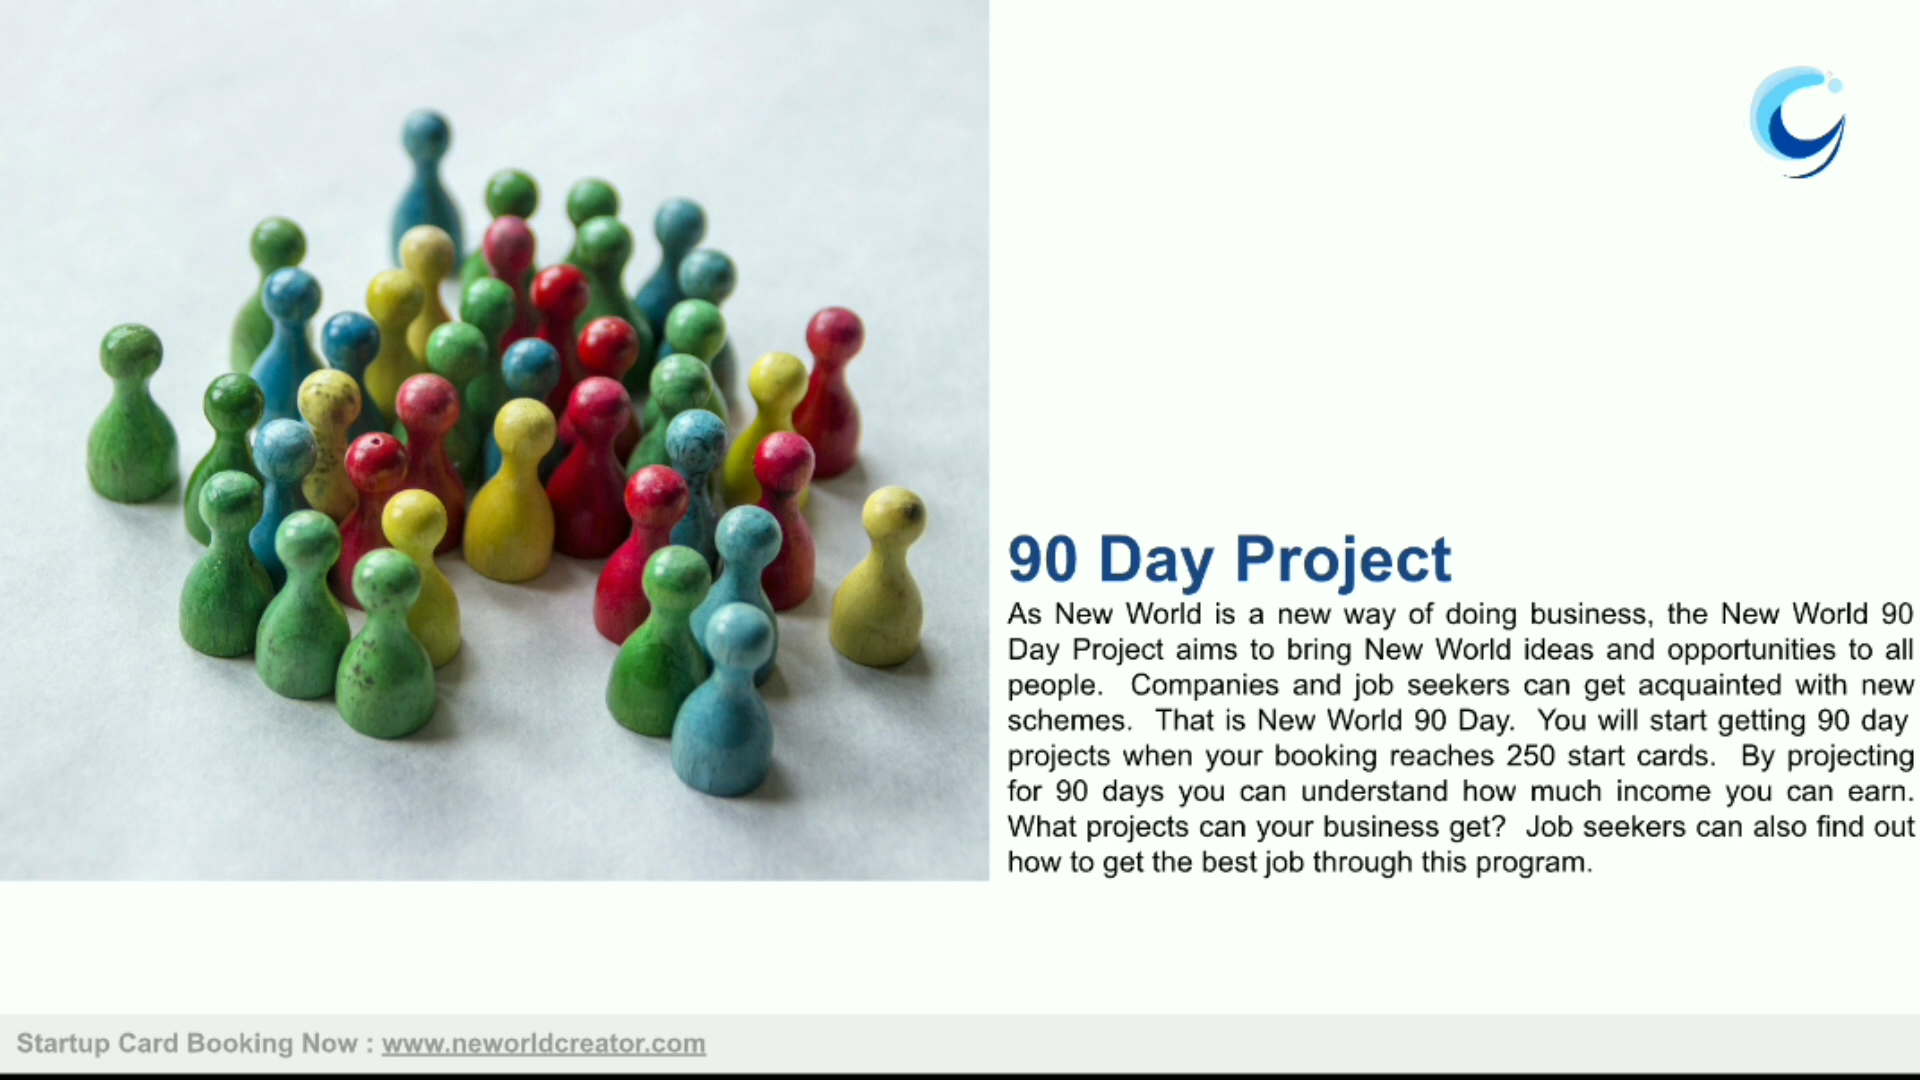 90 Day Project
As New World is a new way of doing business, the New World 90
Day Project aims to bring New World ideas and opportunities to all
people. Companies and job seekers can get acquainted with new
schemes. That is New World 90 Day. You will start getting 90 day
projects when your booking reaches 250 start cards. By projecting
for 90 days you can understand how much income you can earn.
What projects can your business get? Job seekers can also find out
how to get the best job through this program.
Startup Card Booking Now : www.neworldcreator.com